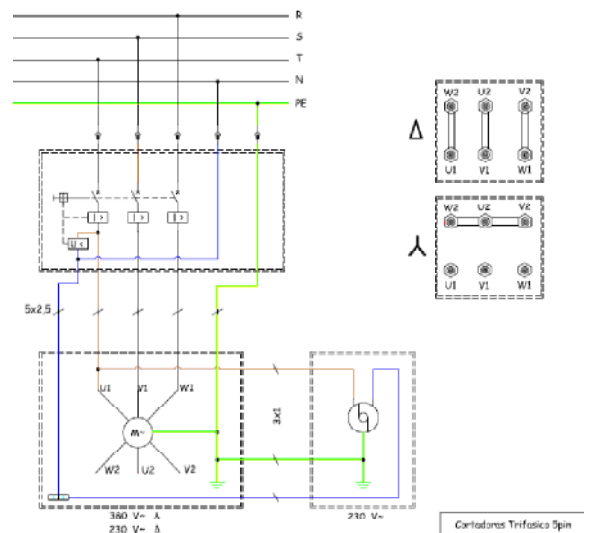 R
S
T
N
PE
W2 U2 V2
Δ
U1 V1 W1
W2 U2 V2
U1 V1 W1
I> I> I>
U<
5x2,5
U1 V1 W1
M~
W2 U2 V2
3x1
380 V~
230 V~ Δ
230 V~
Cortadoras Trifasico 5pin